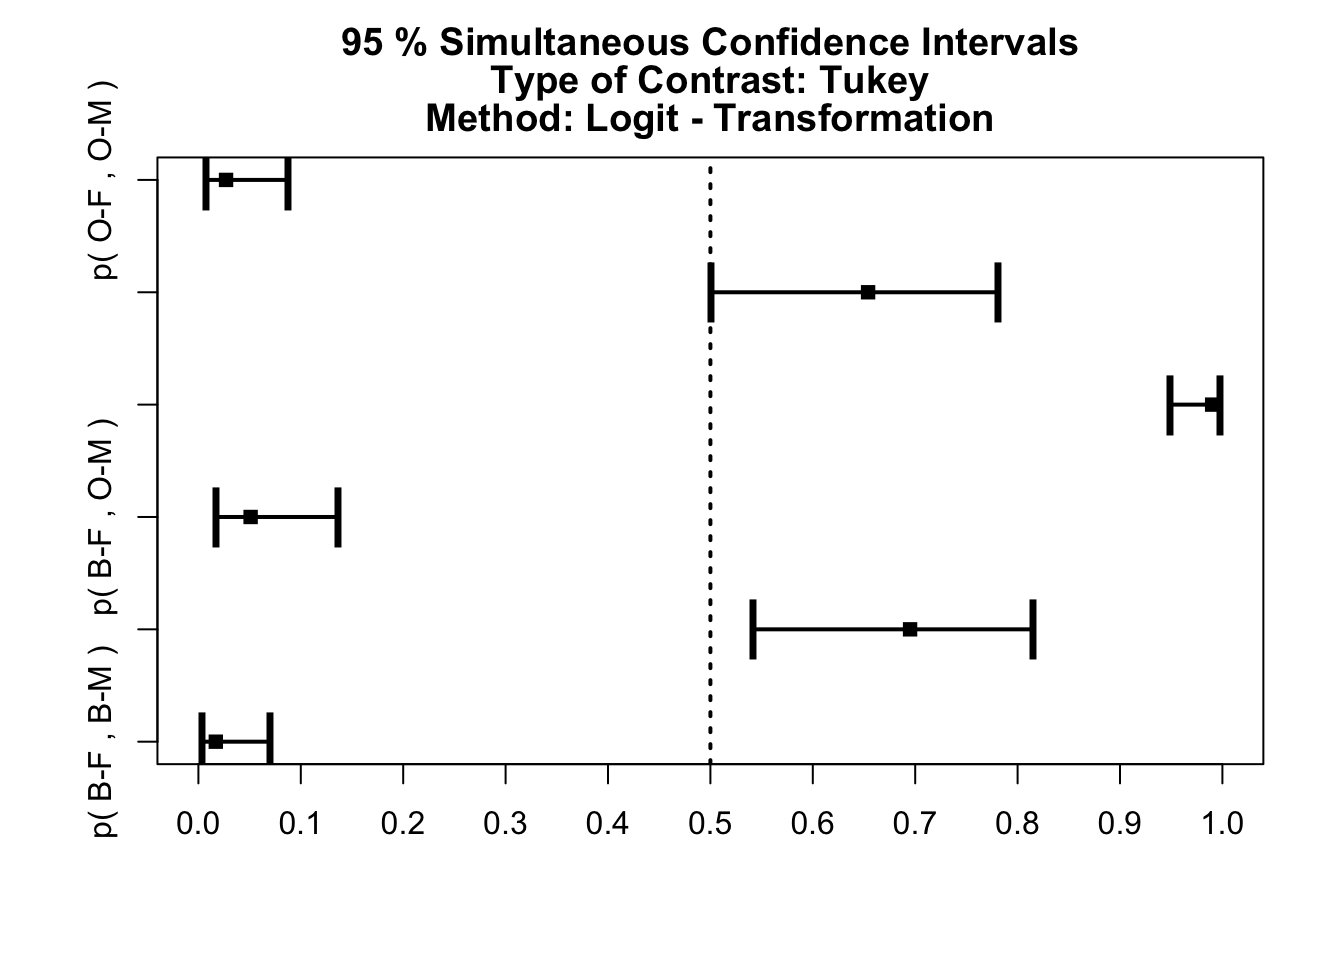 95 % Simultaneous Confidence Intervals
Type of Contrast: Tukey
Method: Logit - Transformation
p( O-F , O-M )
p( B-F , O-M )
p( B-F , B-M )
0.0 0.1 0.2 0.3 0.4 0.5 0.6 0.7 0.8 0.9 1.0